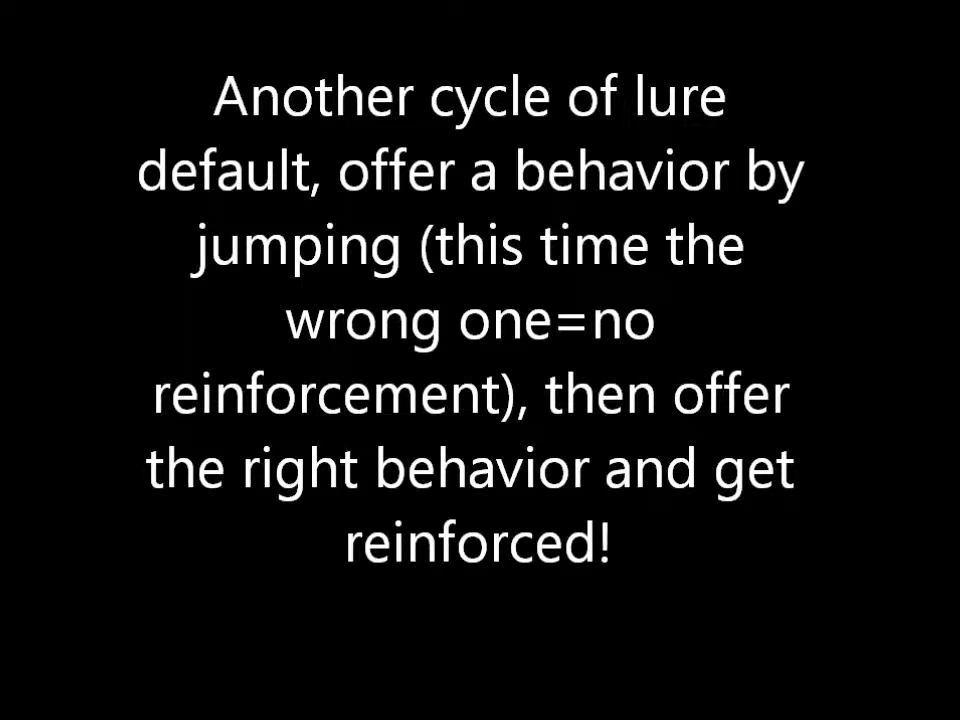 Another cycle of lure
default, offer a behavior by
jumping (this time the
wrong one=no
reinforcement), then offer
the right behavior and get
reinforced!